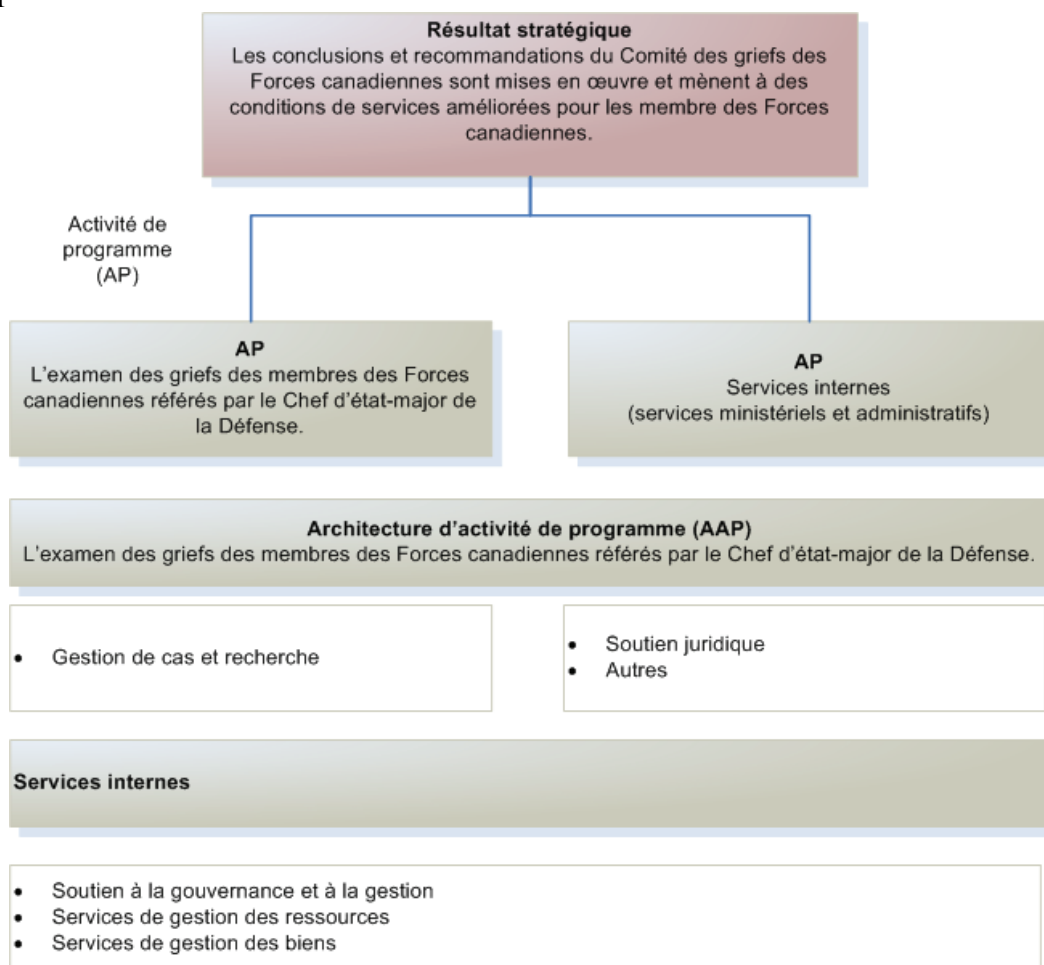 Résultat stratégique
Les conclusions et recommandations du Comité des griefs des
Forces canadiennes sont mises en œuvre et mènent à des
conditions de services améliorées pour les membre des Forces
canadiennes.
Activité de
programme
(AP)
AP
L'examen des griefs des membres des Forces
canadiennes référés par le Chef d'état-major de
la Défense.
AP
Services internes
(services ministériels et administratifs)
Architecture d'activité de programme (AAP)
L'examen des griefs des membres des Forces canadiennes référés par le Chef d'état-major de la Défense.
• Gestion de cas et recherche
• Soutien juridique
• Autres
Services internes
• Soutien à la gouvernance et à la gestion
• Services de gestion des ressources
• Services de gestion des biens